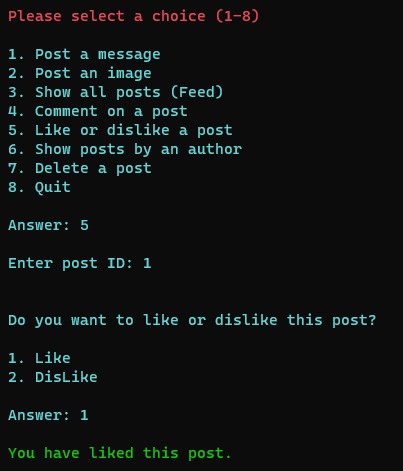 Please select a choice (1-8)
1. Post a message
2. Post an image
3. Show all posts (Feed)
4. Comment on a post
5. Like or dislike a post
6. Show posts by an author
7. Delete a post
8. Quit
Answer: 5
Enter post ID: 1
Do you want to like or dislike this post?
1. Like
2. DisLike
Answer: 1
You have liked this post.